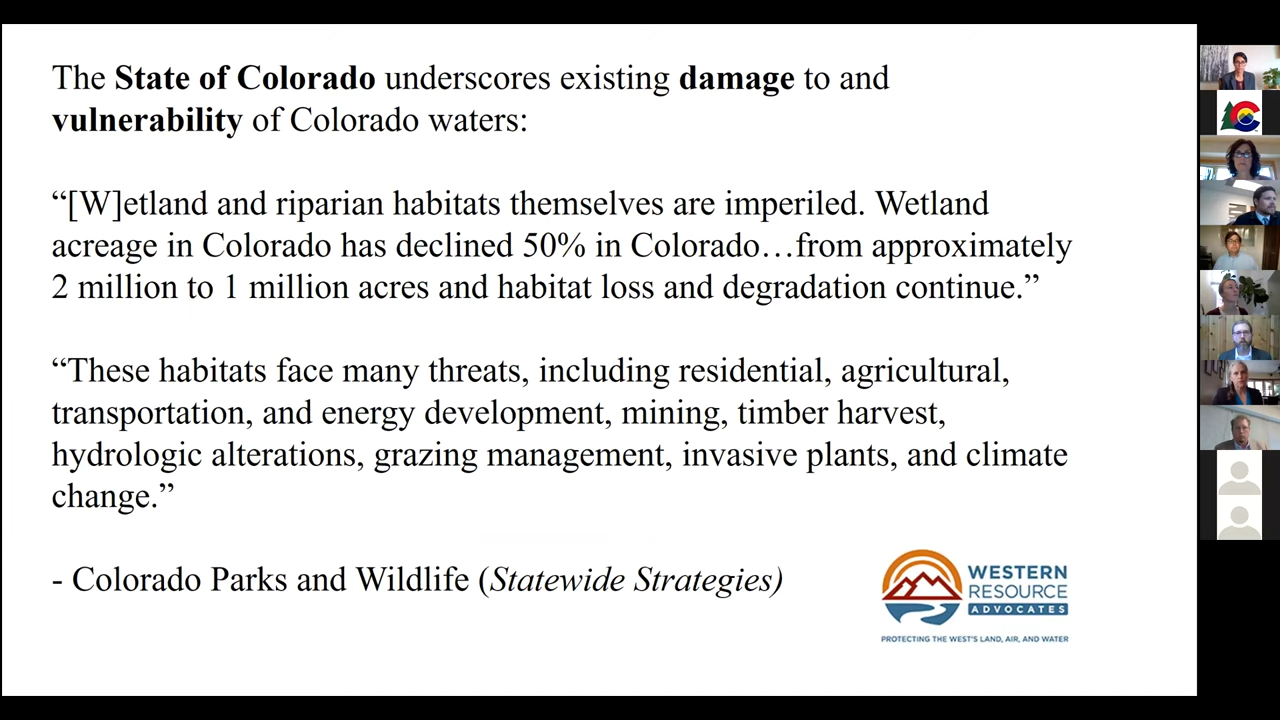 The State of Colorado underscores existing damage to and
vulnerability of Colorado waters:
“[W]etland and riparian habitats themselves are imperiled. Wetland
acreage in Colorado has declined 50% in Colorado…from approximately
2 million to 1 million acres and habitat loss and degradation continue.”
“These habitats face many threats, including residential, agricultural,
transportation, and energy development, mining, timber harvest,
hydrologic alterations, grazing management, invasive plants, and climate
change.”
- Colorado Parks and Wildlife (Statewide Strategies)
WESTERN
RESOURCE
ADVOCATES
PROTECTING THE WEST'S LAND, AIR, AND WATER